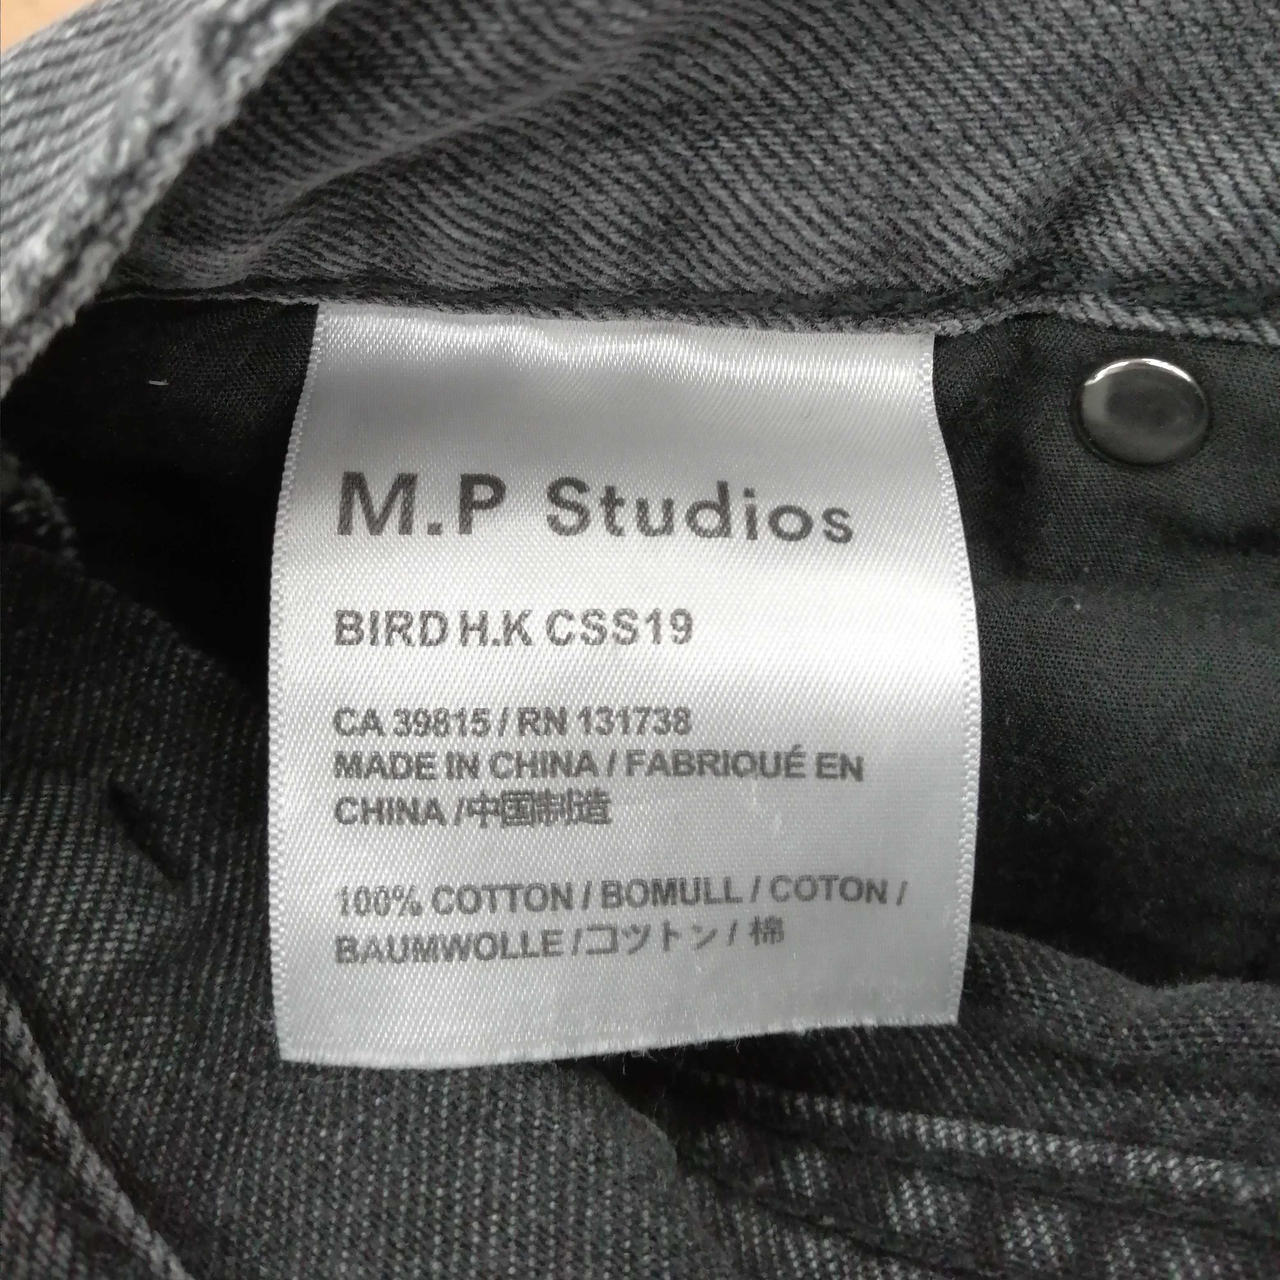 M.P Studios
BIRD H.K CSS19
CA 39815 / RN 131738
MADE IN CHINA / FABRIQUÉ EN
CHINA /中国制造
100% COTTON / BOMULL / COTON /
BAUMWOLLE /コットン / 棉